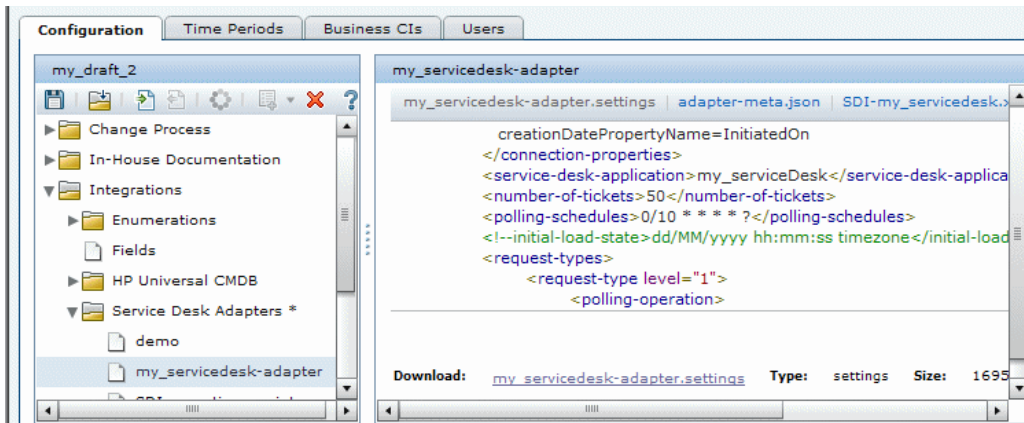 Configuration Time Periods Business CIs Users
my_draft_2
?
Change Process
In-House Documentation
Integrations
Enumerations
Fields
HP Universal CMDB
Service Desk Adapters *
demo
my_servicedesk-adapter
my_servicedesk-adapter
my_servicedesk-adapter.settings | adapter-meta.json | SDI-my_servicedesk.x
creationDatePropertyName=InitiatedOn
</connection-properties>
<service-desk-application>my_serviceDesk</service-desk-applica
<number-of-tickets>50</number-of-tickets>
<polling-schedules>0/10 * * * * ?</polling-schedules>
<!--initial-load-state>dd/MM/yyyy hh:mm:ss timezone</initial-load
<request-types>
<request-type level="1">
<polling-operation>
Download: my_servicedesk-adapter.settings Type: settings Size: 1695